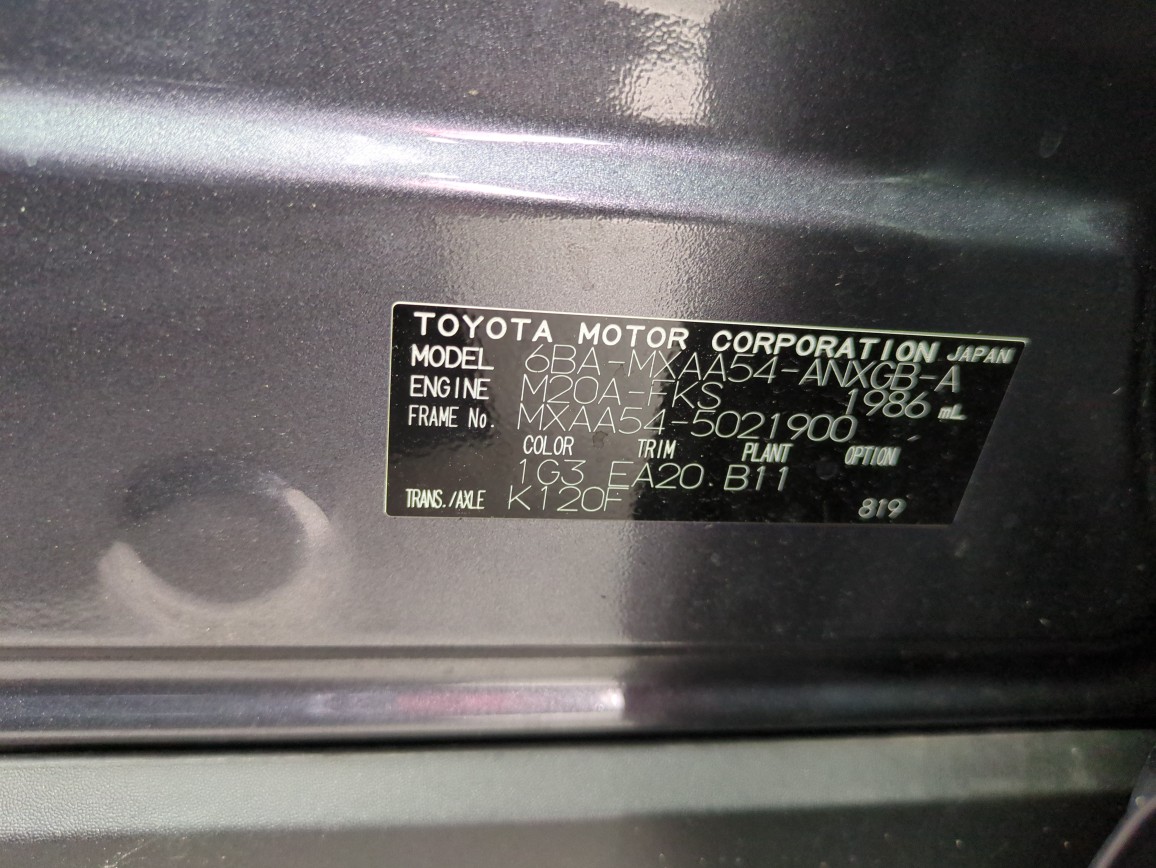 TOYOTA MOTOR CORPORATION JAPAN
MODEL 6BA-MXAA54-ANXGB-A
ENGINE M20A-FKS 1986 mL
FRAME No. MXAA54-5021900
COLOR TRIM PLANT OPTION
1G3 EA20 B11
TRANS./AXLE K120F 819